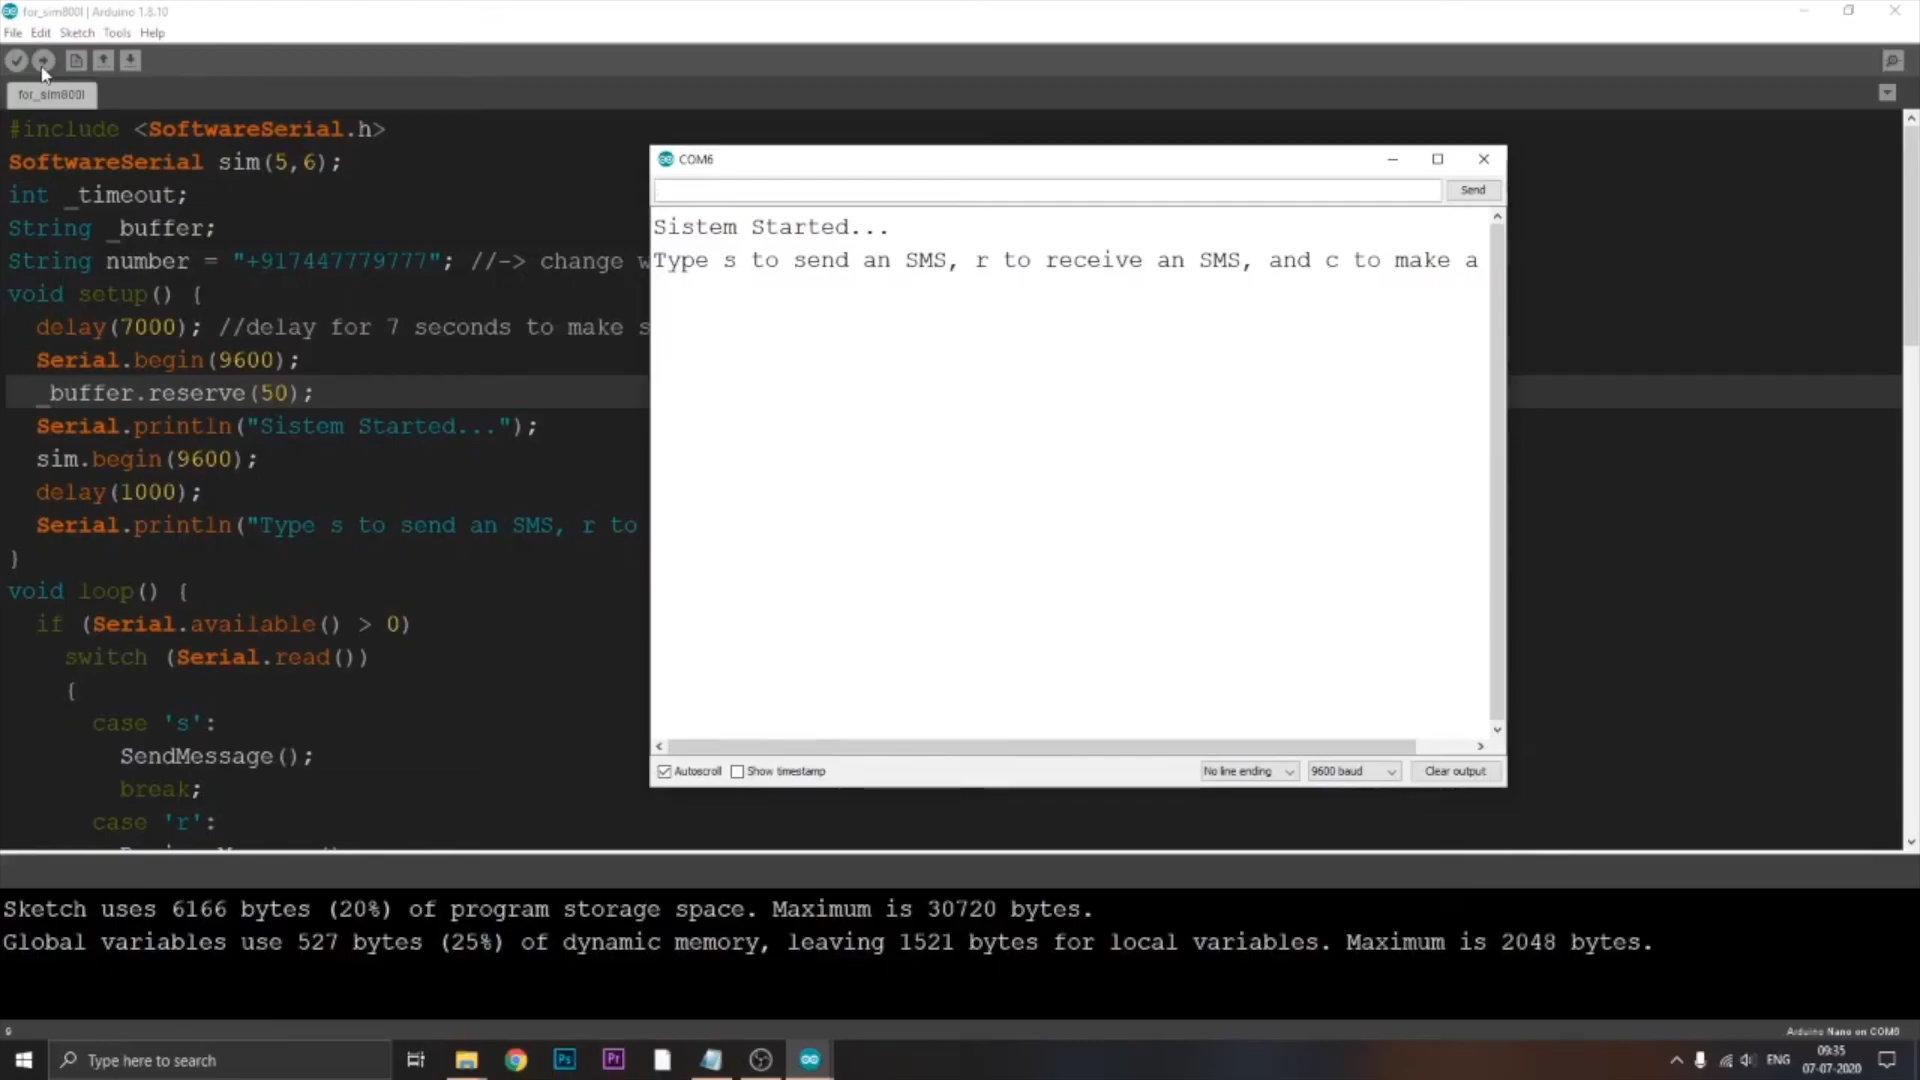 for_sim800l | Arduino 1.8.10
File Edit Sketch Tools Help
for_sim800l
#include <SoftwareSerial.h>
SoftwareSerial sim(5,6);
int _timeout;
String _buffer;
String number = "+917447779777"; //-> change
void setup() {
delay(7000); //delay for 7 seconds to make
Serial.begin(9600);
_buffer.reserve(50);
Serial.println("Sistem Started...");
sim.begin(9600);
delay(1000);
Serial.println("Type s to send an SMS, r to
}
void loop() {
if (Serial.available() > 0)
switch (Serial.read())
{
case 's':
SendMessage();
break;
case 'r':
COM6
Send
Sistem Started...
Type s to send an SMS, r to receive an SMS, and c to make a
Autoscroll Show timestamp No line ending 9600 baud Clear output
Sketch uses 6166 bytes (20%) of program storage space. Maximum is 30720 bytes.
Global variables use 527 bytes (25%) of dynamic memory, leaving 1521 bytes for local variables. Maximum is 2048 bytes.
9
Arduino Nano on COM6
Type here to search
Ps
Pr
ENG
09:35
07-07-2020